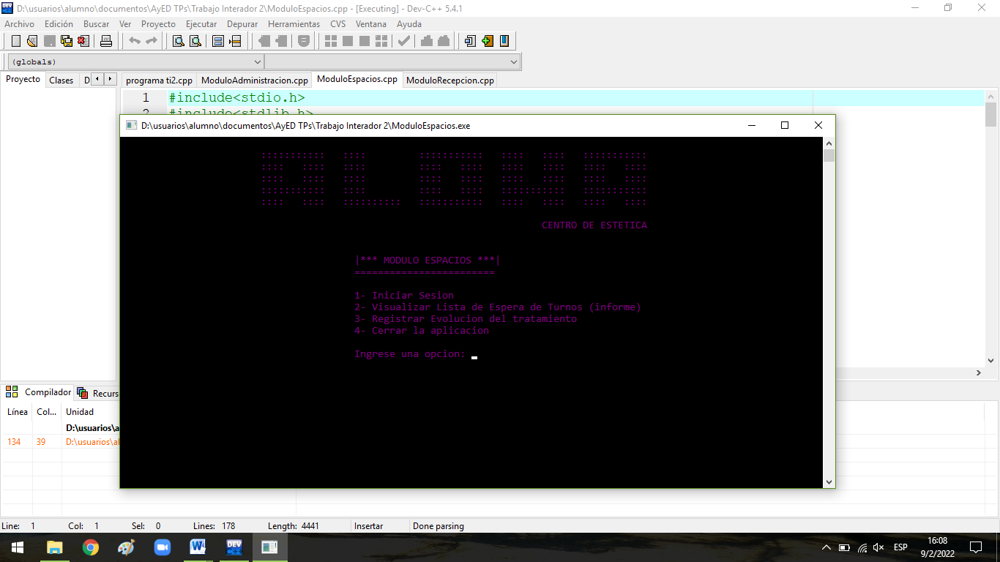 D:\usuarios\alumno\documentos\AyED TPs\Trabajo Interador 2\ModuloEspacios.cpp - [Executing] - Dev-C++ 5.4.1
Archivo Edición Buscar Ver Proyecto Ejecutar Depurar Herramientas CVS Ventana Ayuda
(globals)
Proyecto Clases D programa ti2.cpp ModuloAdministracion.cpp ModuloEspacios.cpp ModuloRecepcion.cpp
1 #include<stdio.h>
2 #include<stdlib.h>
D:\usuarios\alumno\documentos\AyED TPs\Trabajo Interador 2\ModuloEspacios.exe
ALOHA
CENTRO DE ESTETICA
|*** MODULO ESPACIOS ***|
========================
1- Iniciar Sesion
2- Visualizar Lista de Espera de Turnos (informe)
3- Registrar Evolucion del tratamiento
4- Cerrar la aplicacion
Ingrese una opcion:
Compilador Recurs
Línea Col... Unidad
D:\usuarios\a
134 39 D:\usuarios\al
Line: 1 Col: 1 Sel: 0 Lines: 178 Length: 4441 Insertar Done parsing
DEV
ESP
16:08
9/2/2022